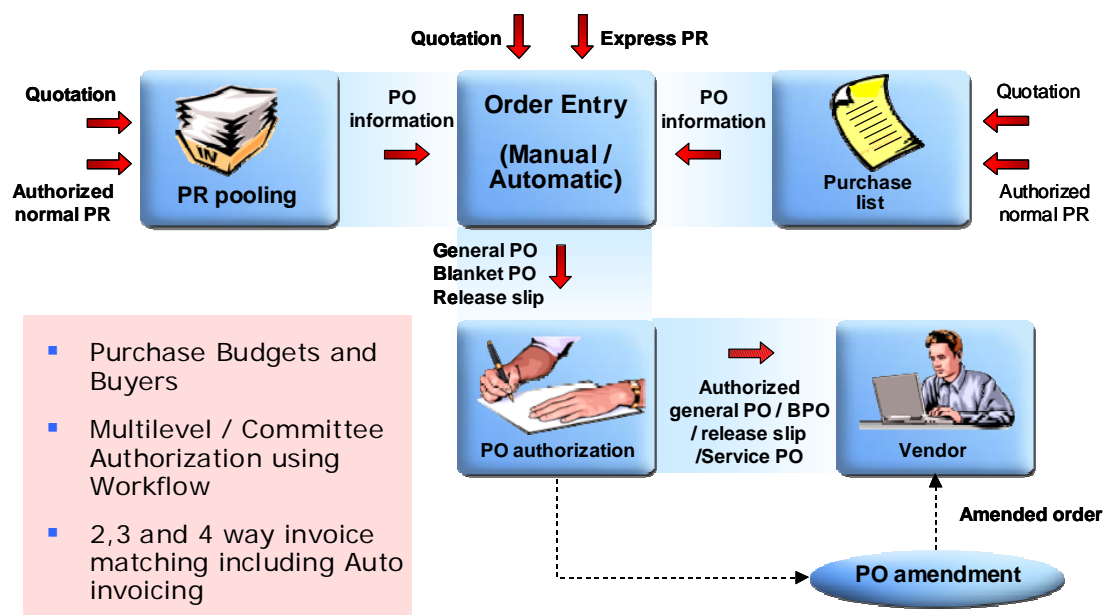 Quotation
Express PR
Quotation
Authorized
normal PR
IN
PR pooling
PO
information
Order Entry
(Manual /
Automatic)
PO
information
Purchase
list
Quotation
Authorized
normal PR
General PO
Blanket PO
Release slip
PO authorization
Authorized
general PO / BPO
/ release slip
/Service PO
Vendor
Amended order
PO amendment
Purchase Budgets and
Buyers
Multilevel / Committee
Authorization using
Workflow
2,3 and 4 way invoice
matching including Auto
invoicing